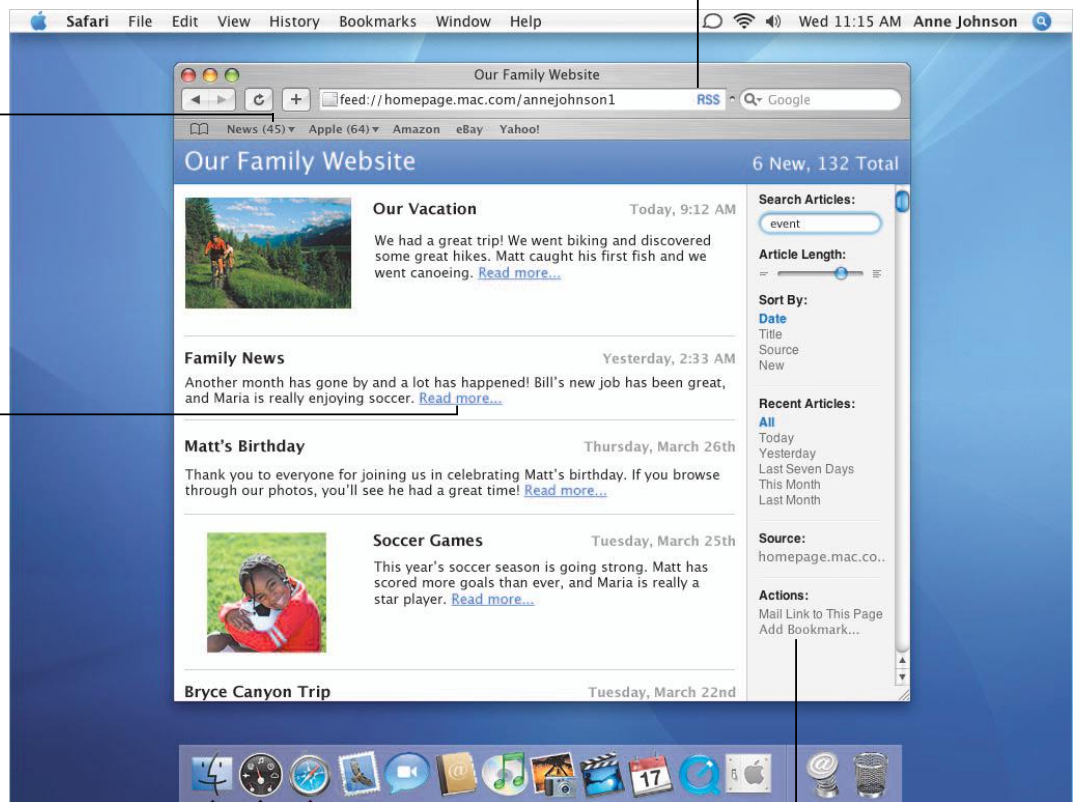 Safari File Edit View History Bookmarks Window Help Wed 11:15 AM Anne Johnson
Our Family Website
feed://homepage.mac.com/annejohnson1 RSS Google
News (45) Apple (64) Amazon eBay Yahoo!
Our Family Website 6 New, 132 Total
Our Vacation Today, 9:12 AM
We had a great trip! We went biking and discovered
some great hikes. Matt caught his first fish and we
went canoeing. Read more...
Family News Yesterday, 2:33 AM
Another month has gone by and a lot has happened! Bill's new job has been great,
and Maria is really enjoying soccer. Read more...
Matt's Birthday Thursday, March 26th
Thank you to everyone for joining us in celebrating Matt's birthday. If you browse
through our photos, you'll see he had a great time! Read more...
Soccer Games Tuesday, March 25th
This year's soccer season is going strong. Matt has
scored more goals than ever, and Maria is really a
star player. Read more...
Bryce Canyon Trip Tuesday, March 22nd
Search Articles:
event
Article Length:
Sort By:
Date
Title
Source
New
Recent Articles:
All
Today
Yesterday
Last Seven Days
This Month
Last Month
Source:
homepage.mac.co..
Actions:
Mail Link to This Page
Add Bookmark...
17